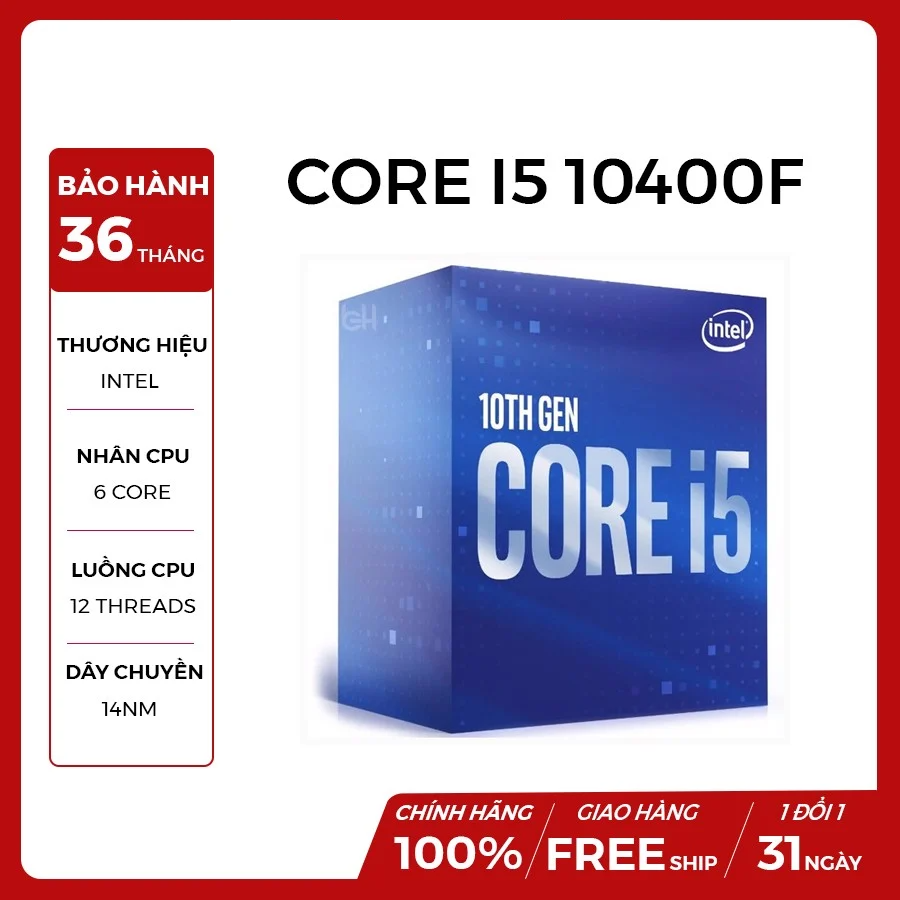 CORE I5 10400F
BẢO HÀNH
36 THÁNG
THƯƠNG HIỆU
INTEL
NHÂN CPU
6 CORE
LUỒNG CPU
12 THREADS
DÂY CHUYỀN
14NM
intel
10TH GEN
CORE i5
CHÍNH HÃNG
100%
GIAO HÀNG
FREE SHIP
1 ĐỔI 1
31 NGÀY